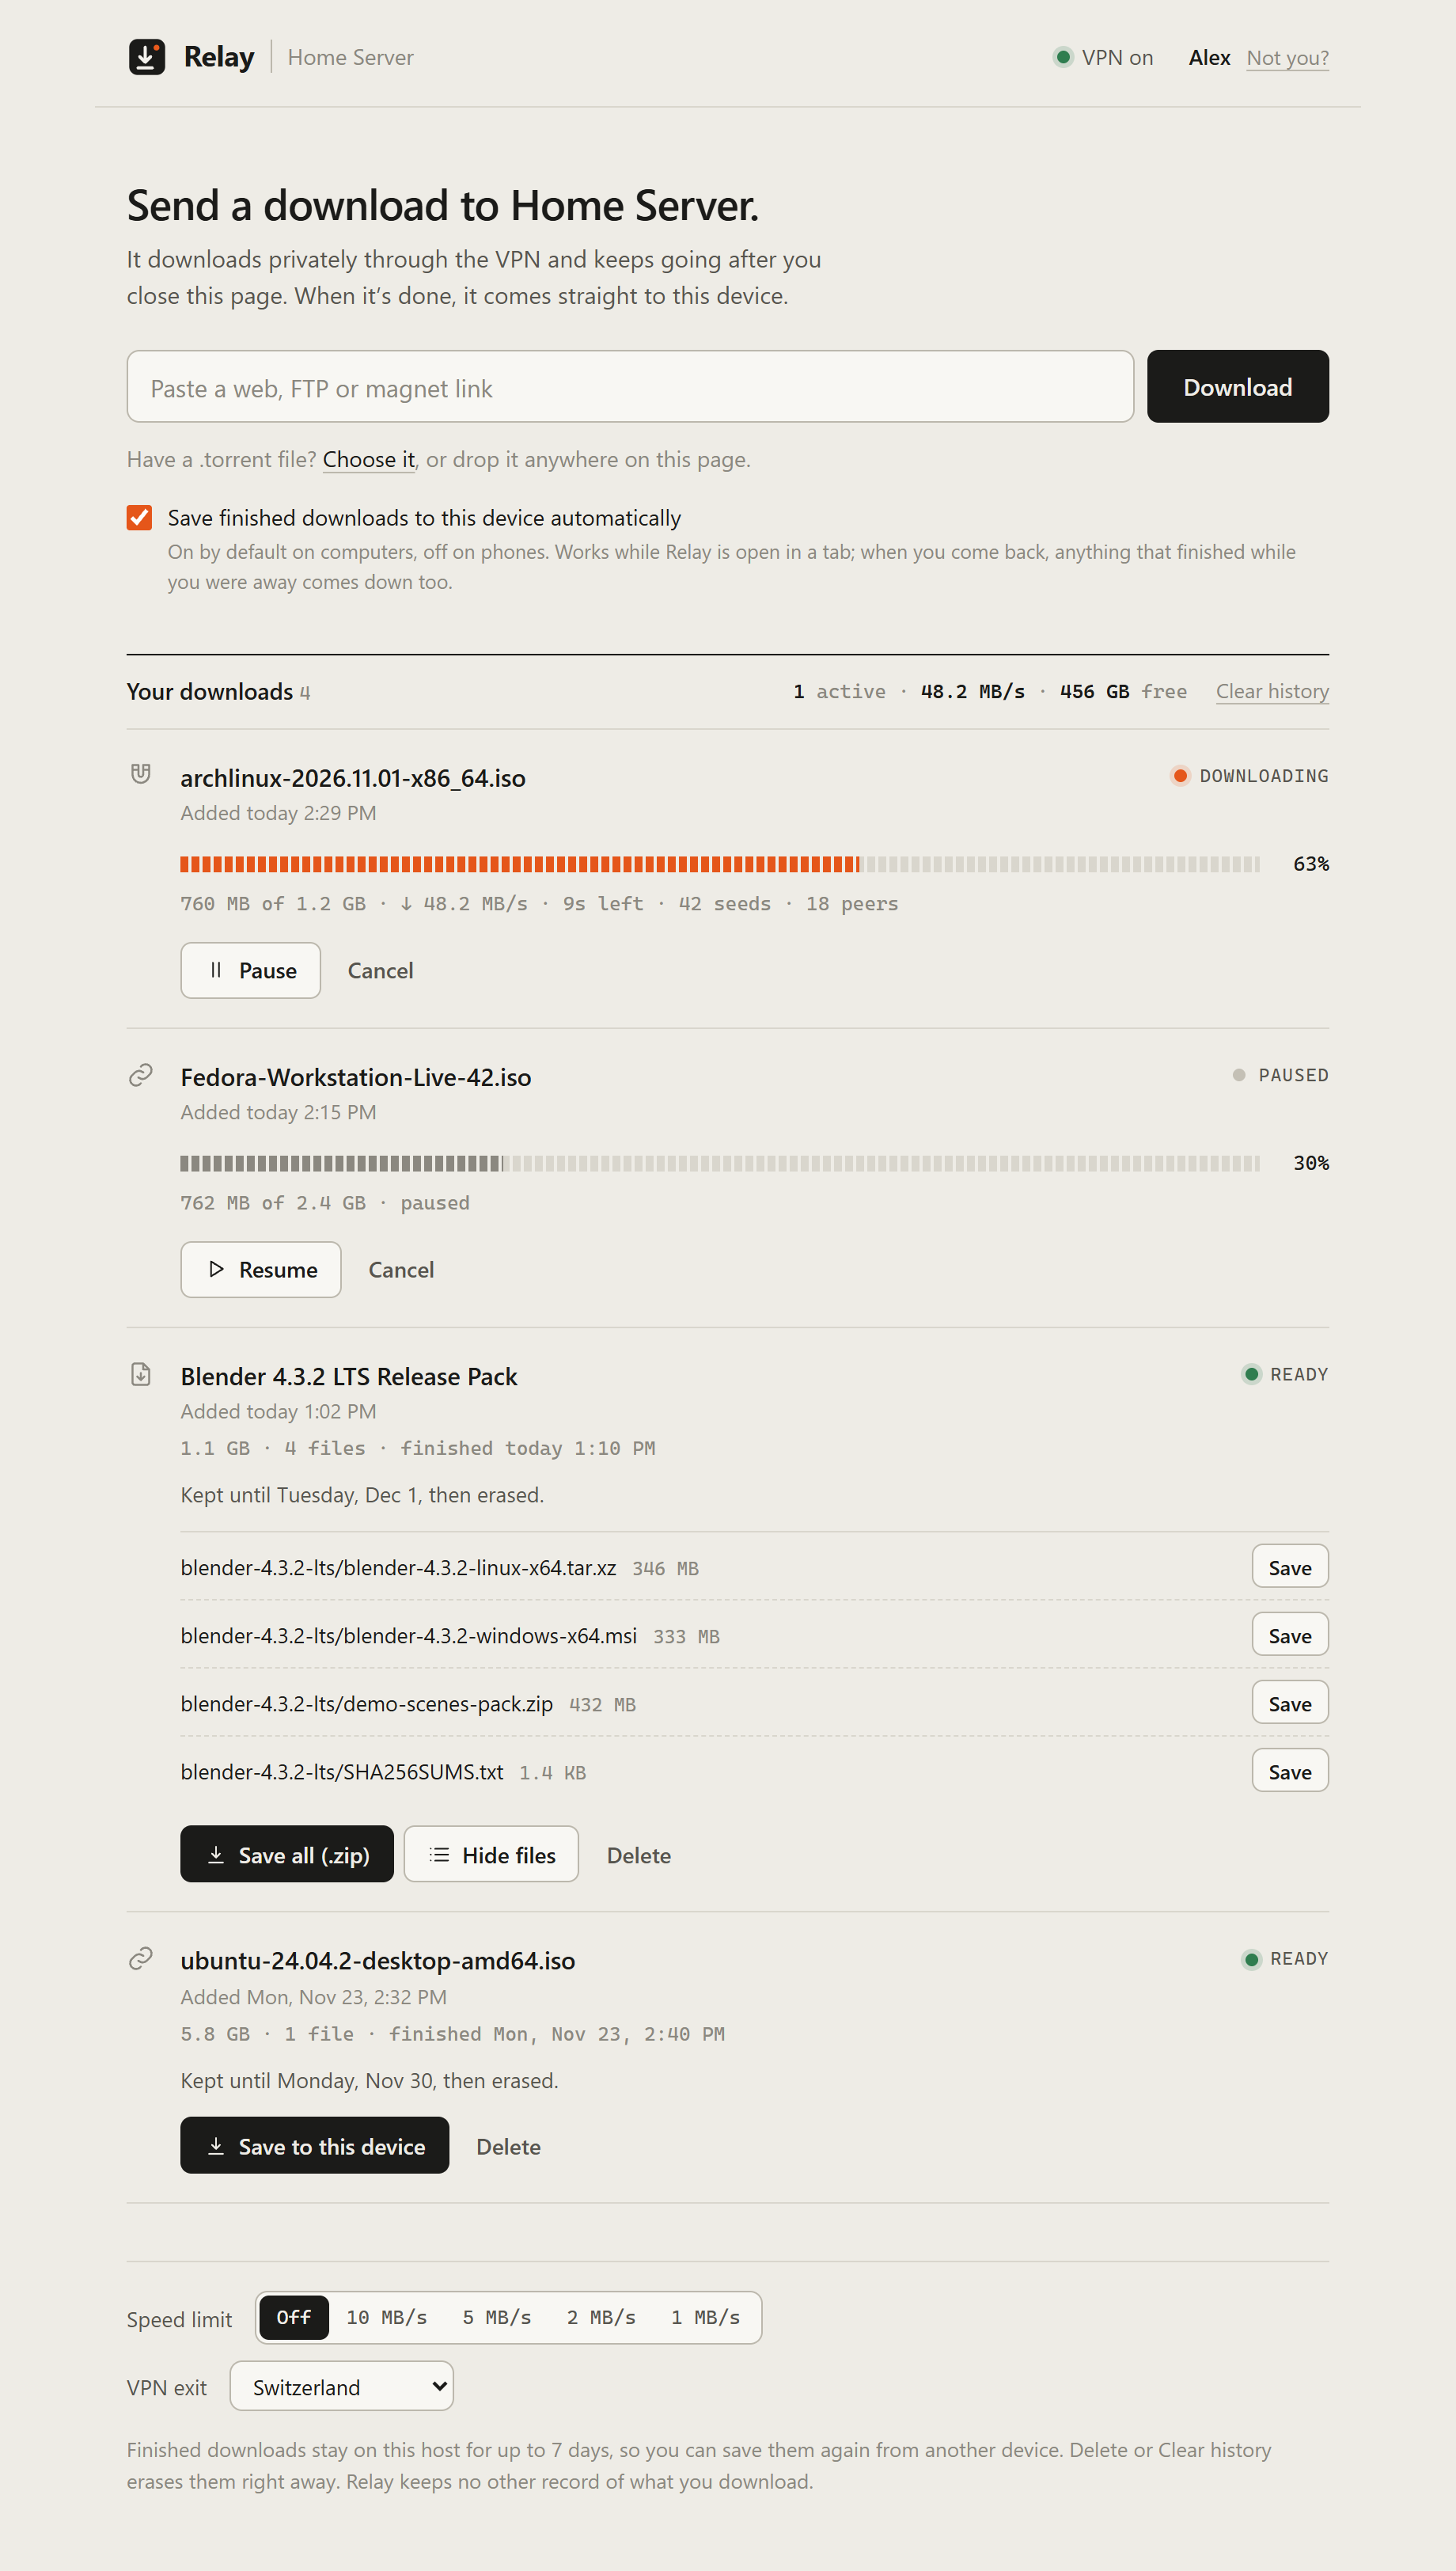 Relay
Home Server
VPN on
Alex
Not you?
Send a download to Home Server.
It downloads privately through the VPN and keeps going after you
close this page. When it’s done, it comes straight to this device.
Paste a web, FTP or magnet link
Download
Have a .torrent file? Choose it, or drop it anywhere on this page.
Save finished downloads to this device automatically
On by default on computers, off on phones. Works while Relay is open in a tab; when you come back, anything that finished while
you were away comes down too.
Your downloads 4
1 active · 48.2 MB/s · 456 GB free
Clear history
archlinux-2026.11.01-x86_64.iso
DOWNLOADING
Added today 2:29 PM
63%
760 MB of 1.2 GB · ↓ 48.2 MB/s · 9s left · 42 seeds · 18 peers
Pause
Cancel
Fedora-Workstation-Live-42.iso
PAUSED
Added today 2:15 PM
30%
762 MB of 2.4 GB · paused
Resume
Cancel
Blender 4.3.2 LTS Release Pack
READY
Added today 1:02 PM
1.1 GB · 4 files · finished today 1:10 PM
Kept until Tuesday, Dec 1, then erased.
blender-4.3.2-lts/blender-4.3.2-linux-x64.tar.xz 346 MB
Save
blender-4.3.2-lts/blender-4.3.2-windows-x64.msi 333 MB
Save
blender-4.3.2-lts/demo-scenes-pack.zip 432 MB
Save
blender-4.3.2-lts/SHA256SUMS.txt 1.4 KB
Save
Save all (.zip)
Hide files
Delete
ubuntu-24.04.2-desktop-amd64.iso
READY
Added Mon, Nov 23, 2:32 PM
5.8 GB · 1 file · finished Mon, Nov 23, 2:40 PM
Kept until Monday, Nov 30, then erased.
Save to this device
Delete
Speed limit
Off
10 MB/s
5 MB/s
2 MB/s
1 MB/s
VPN exit
Switzerland
Finished downloads stay on this host for up to 7 days, so you can save them again from another device. Delete or Clear history
erases them right away. Relay keeps no other record of what you download.